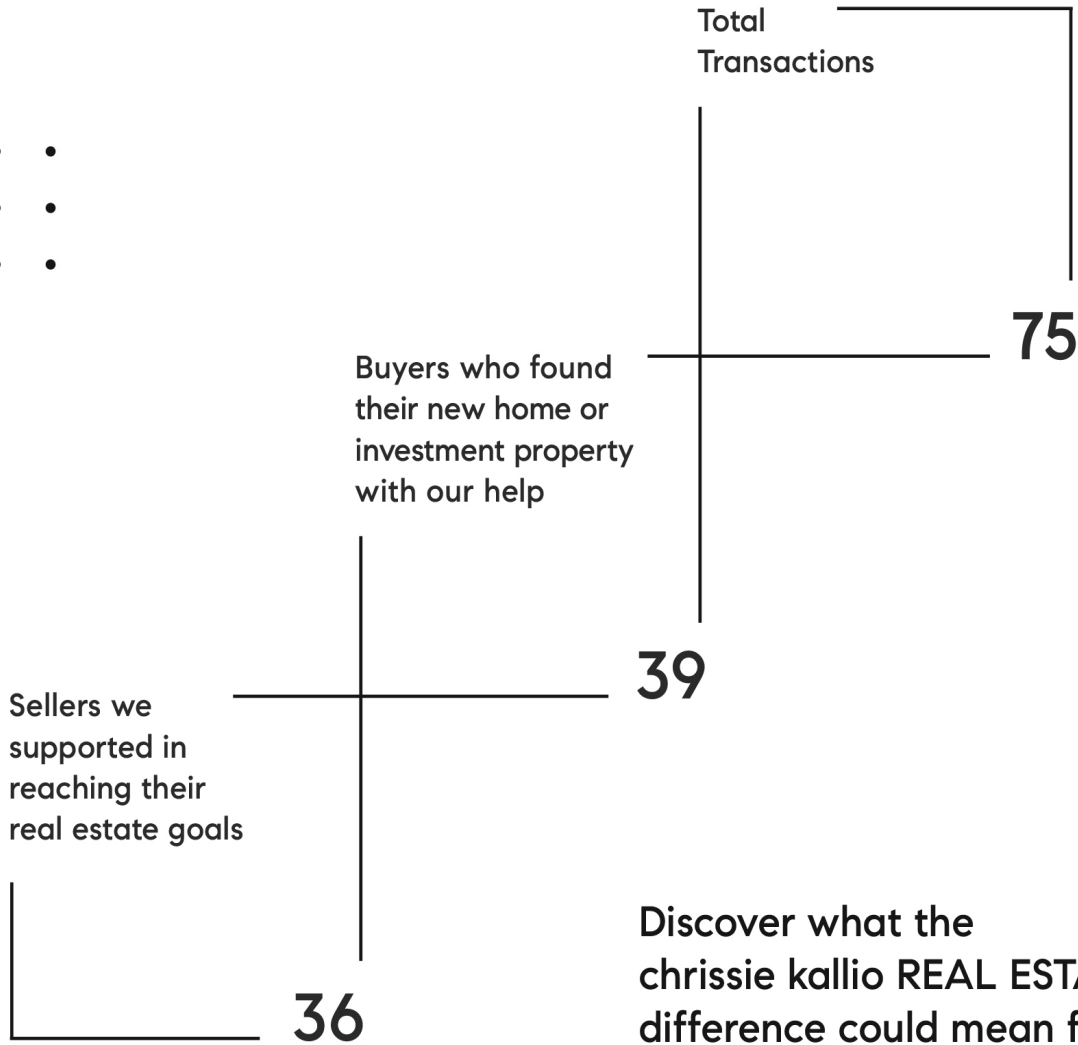 Total
Transactions
75
Buyers who found
their new home or
investment property
with our help
39
Sellers we
supported in
reaching their
real estate goals
36
Discover what the
chrissie kallio REAL
difference could mean